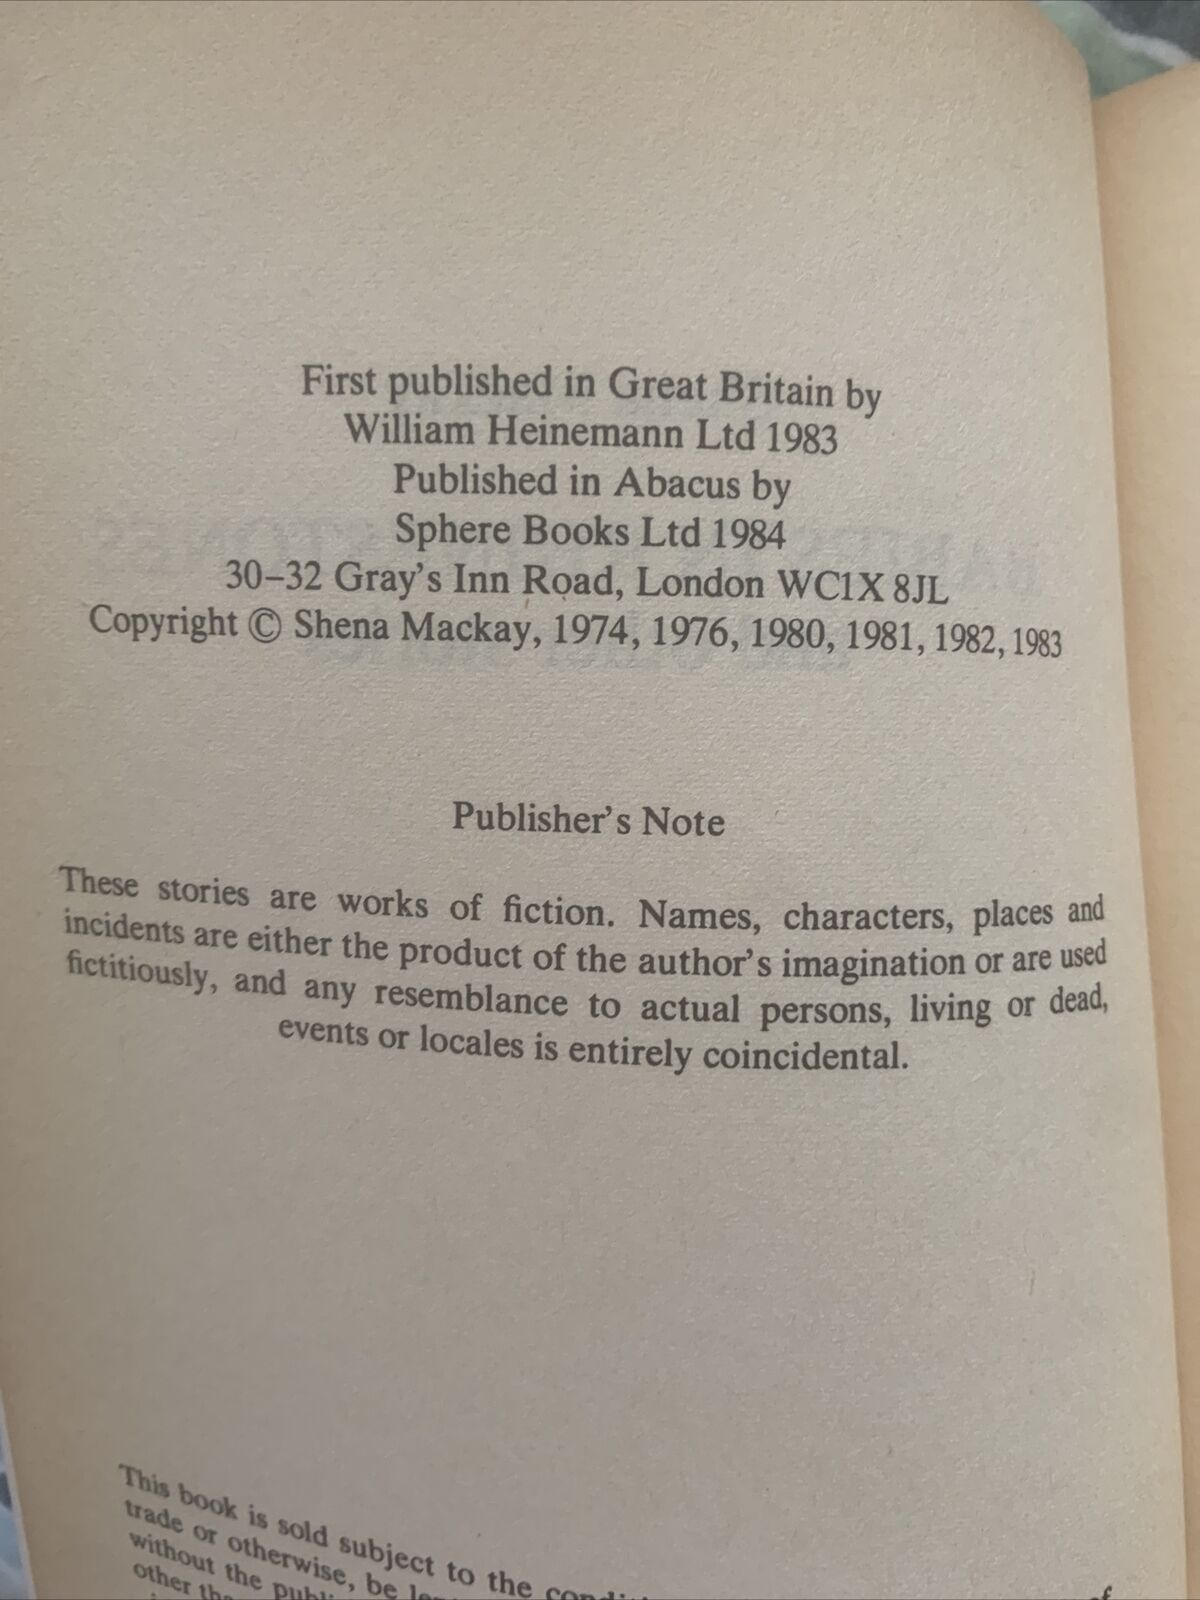 First published in Great Britain by
William Heinemann Ltd 1983
Published in Abacus by
Sphere Books Ltd 1984
30–32 Gray's Inn Road, London WC1X 8JL
Copyright © Shena Mackay, 1974, 1976, 1980, 1981, 1982, 1983
Publisher's Note
These stories are works of fiction. Names, characters, places and
incidents are either the product of the author's imagination or are used
fictitiously, and any resemblance to actual persons, living or dead,
events or locales is entirely coincidental.
This book is sold subject to the of
trade or otherwise, be
without the
other